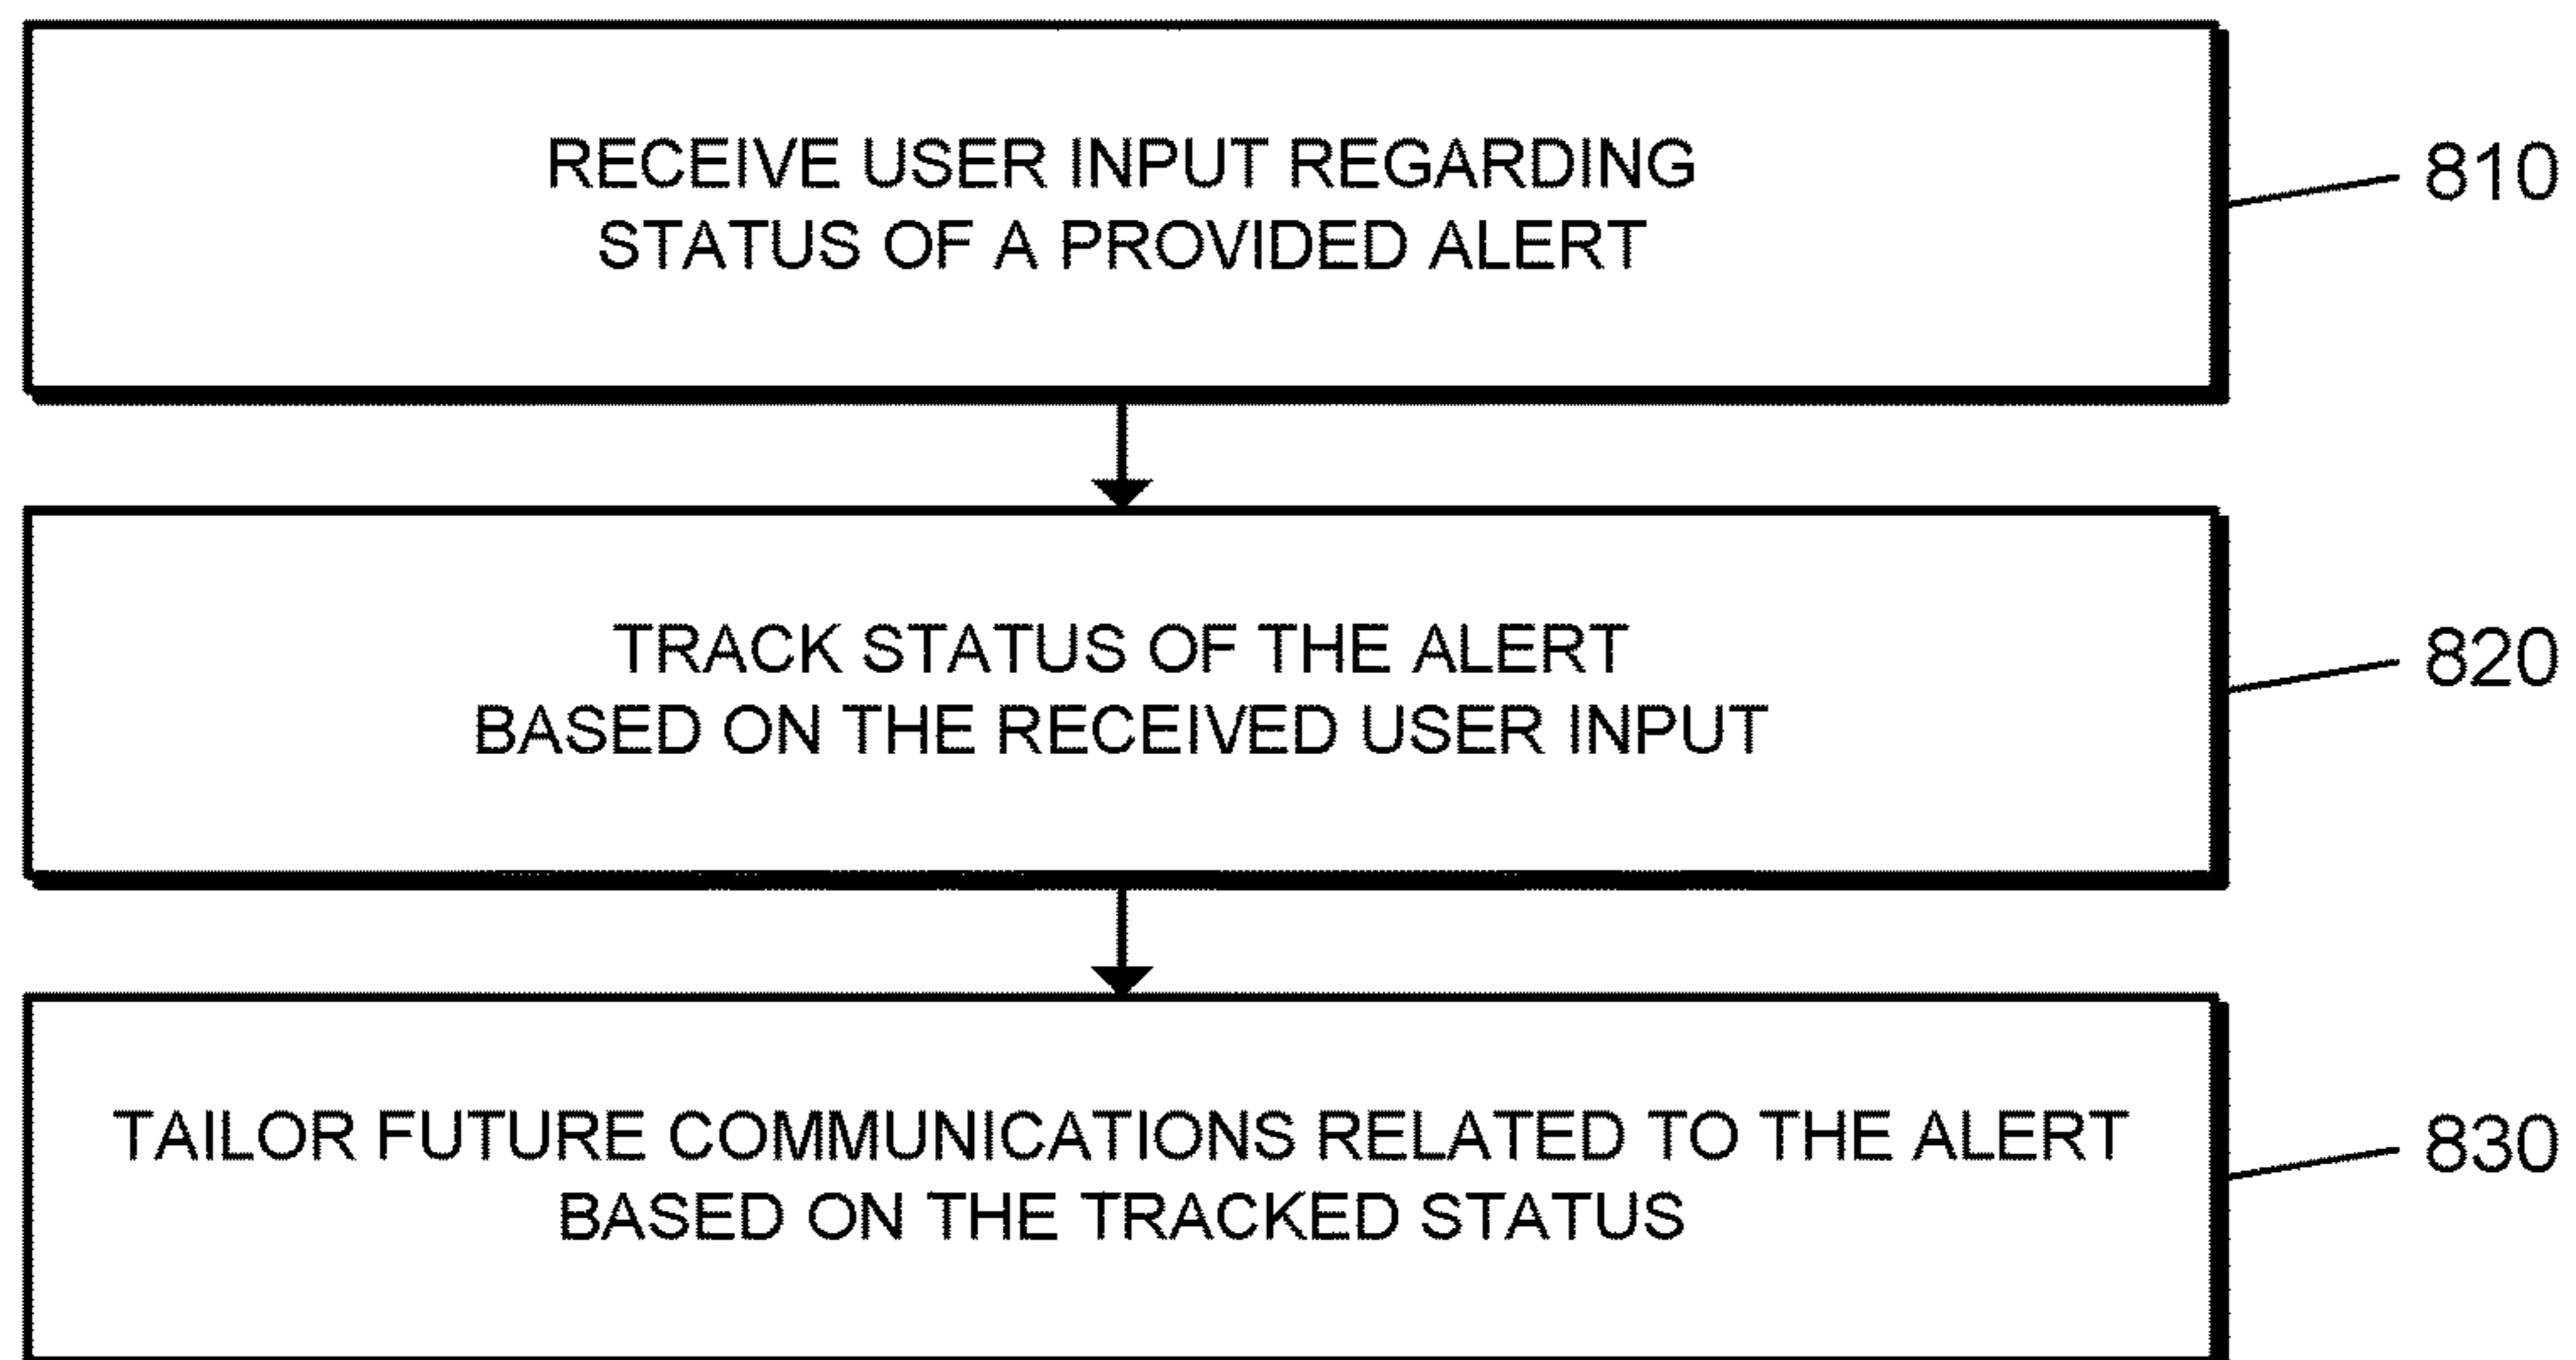 RECEIVE USER INPUT REGARDING
STATUS OF A PROVIDED ALERT
810
TRACK STATUS OF THE ALERT
BASED ON THE RECEIVED USER INPUT
820
TAILOR FUTURE COMMUNICATIONS RELATED TO THE ALERT
BASED ON THE TRACKED STATUS
830